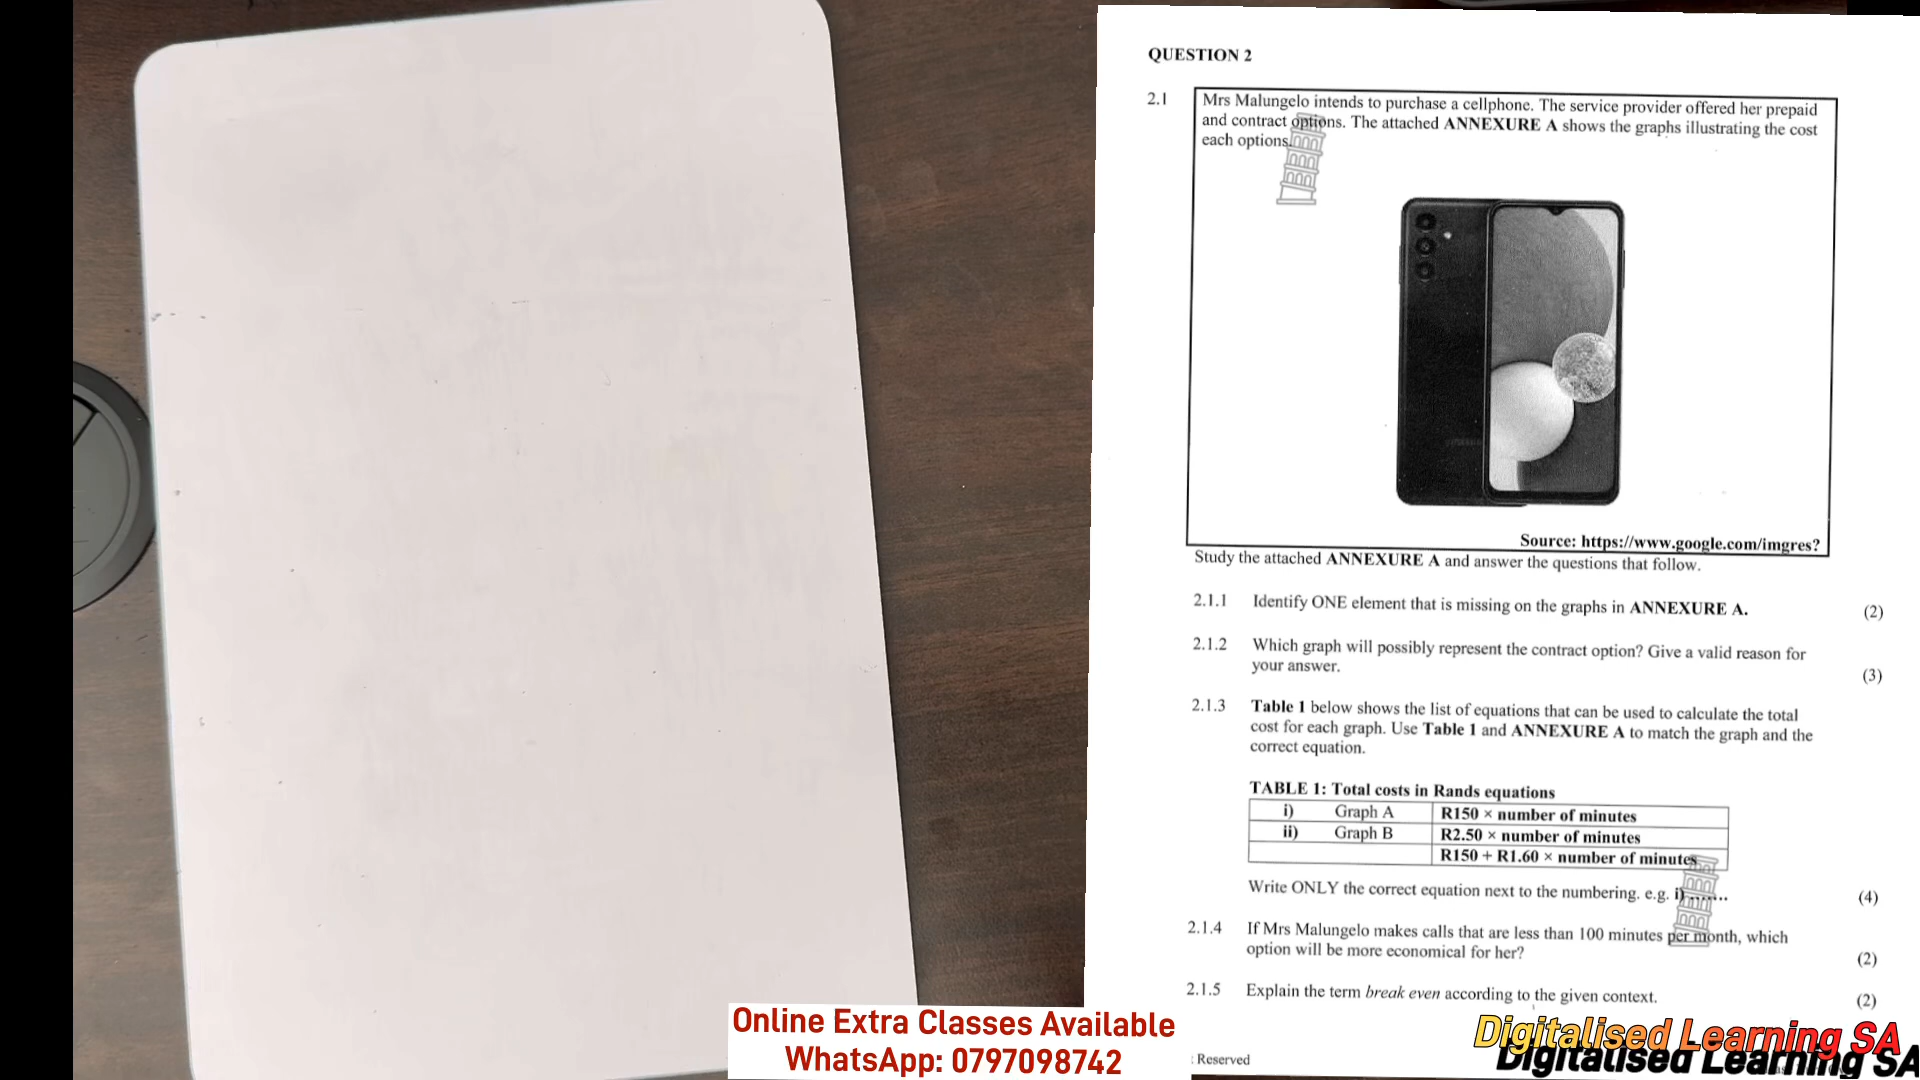 QUESTION 2
2.1 Mrs Malungelo intends to purchase a cellphone. The service provider offered her prepaid
and contract options. The attached ANNEXURE A shows the graphs illustrating the cost
each options.
Source: https://www.google.com/imgres?
Study the attached ANNEXURE A and answer the questions that follow.
2.1.1 Identify ONE element that is missing on the graphs in ANNEXURE A. (2)
2.1.2 Which graph will possibly represent the contract option? Give a valid reason for
your answer. (3)
2.1.3 Table 1 below shows the list of equations that can be used to calculate the total
cost for each graph. Use Table 1 and ANNEXURE A to match the graph and the
correct equation.
TABLE 1: Total costs in Rands equations
i) Graph A R150 × number of minutes
ii) Graph B R2.50 × number of minutes
R150 + R1.60 × number of minutes
Write ONLY the correct equation next to the numbering. e.g. i)........ (4)
2.1.4 If Mrs Malungelo makes calls that are less than 100 minutes per month, which
option will be more economical for her? (2)
2.1.5 Explain the term break even according to the given context. (2)
Reserved
Online Extra Classes Available
WhatsApp: 0797098742
Digitalised Learning SA
Digitalised Learning SA